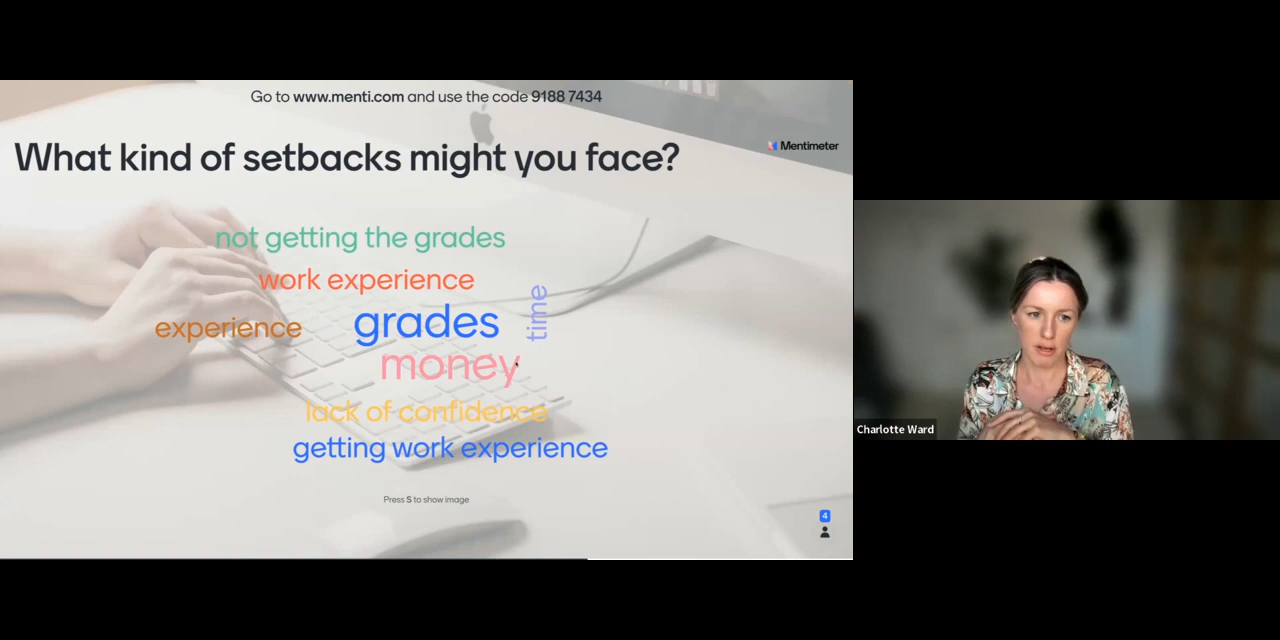 Go to www.menti.com and use the code 9188 7434
What kind of setbacks might you face?
Mentimeter
not getting the grades
work experience
time
experience
grades
money
lack of confidence
getting work experience
Press S to show image
4
Charlotte Ward